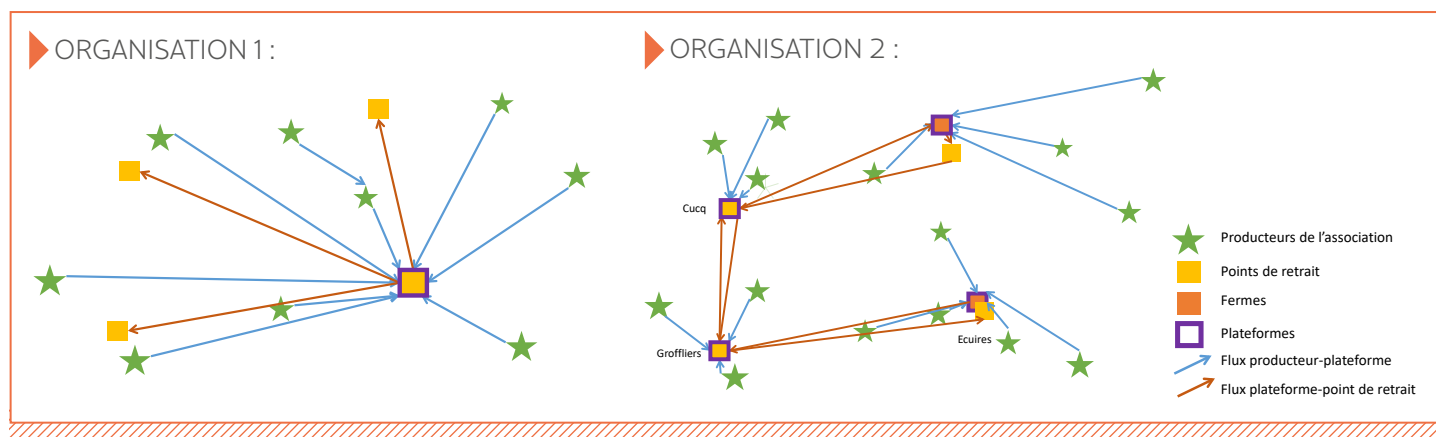 ORGANISATION 1 :
ORGANISATION 2 :
Cucq
Groffliers
Ecuires
Producteurs de l'association
Points de retrait
Fermes
Plateformes
Flux producteur-plateforme
Flux plateforme-point de retrait